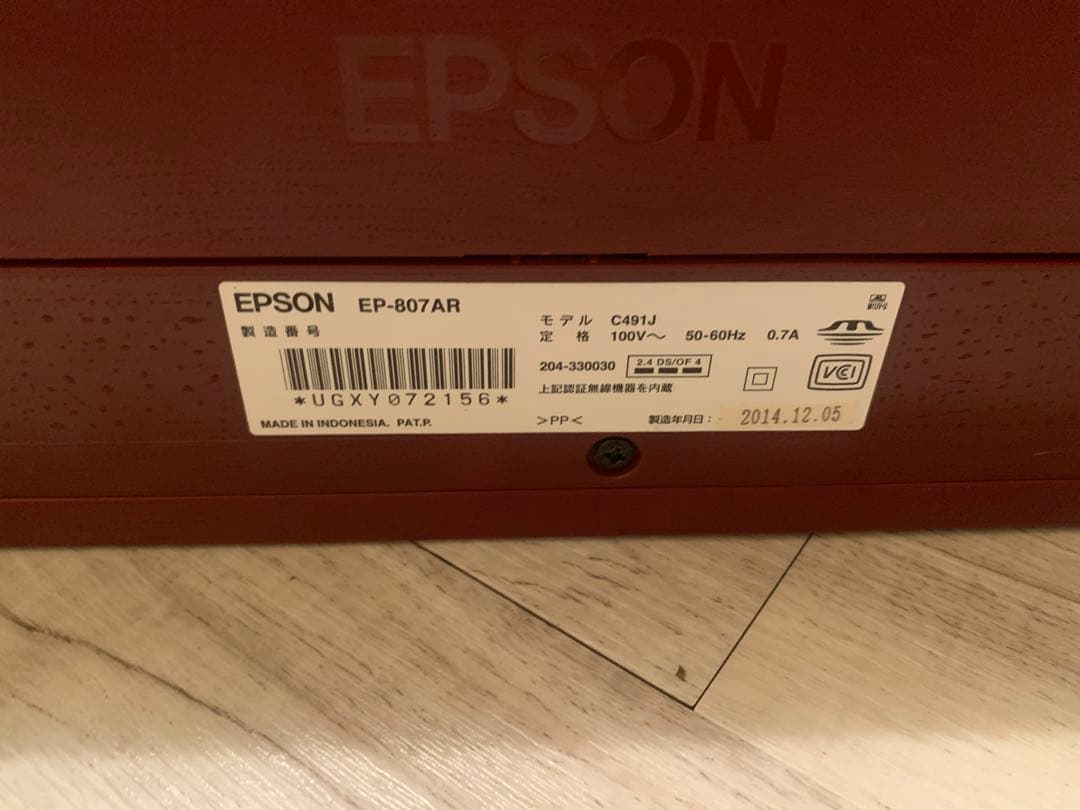 EPSON
EPSON EP-807AR
製造番号
*UGXY072156*
MADE IN INDONESIA. PAT.P.
モデル C491J
定格 100V～ 50-60Hz 0.7A
204-330030 2.4 DS/OF 4
上記認証無線機器を内蔵
>PP<
製造年月日: 2014.12.05
VCI